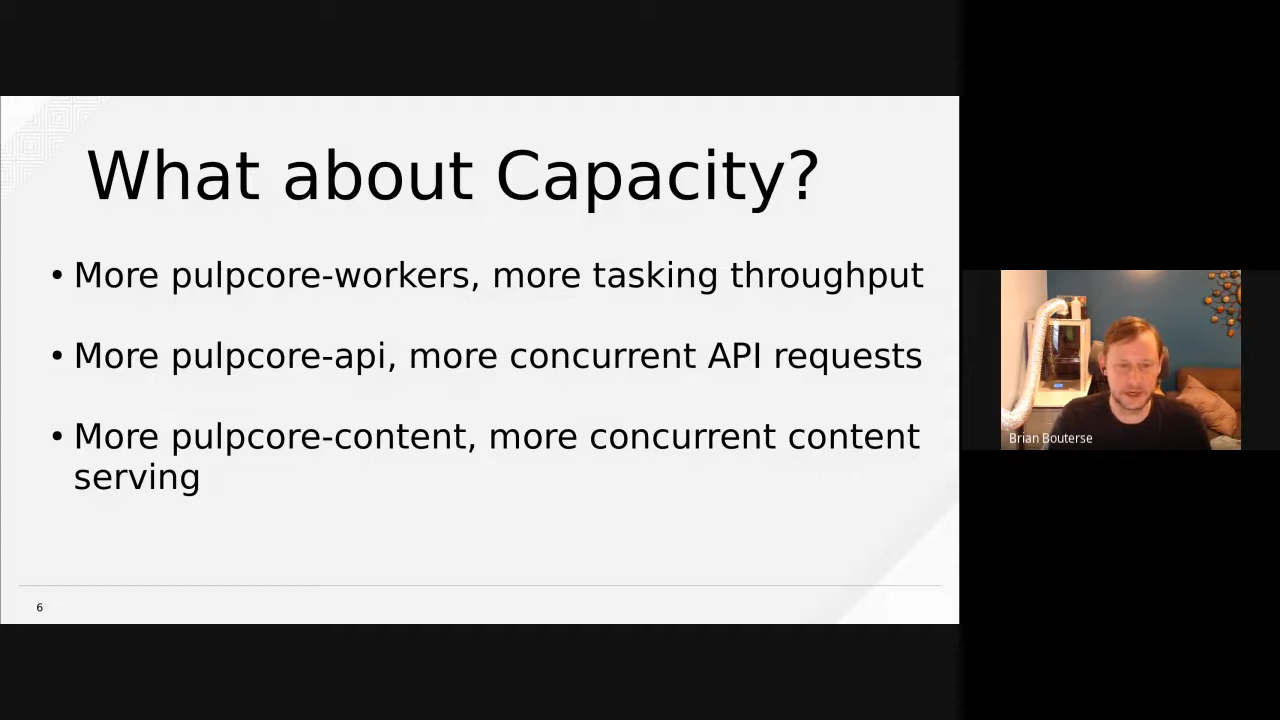 What about Capacity?
• More pulpcore-workers, more tasking throughput
• More pulpcore-api, more concurrent API requests
• More pulpcore-content, more concurrent content
serving
6
Brian Bouterse